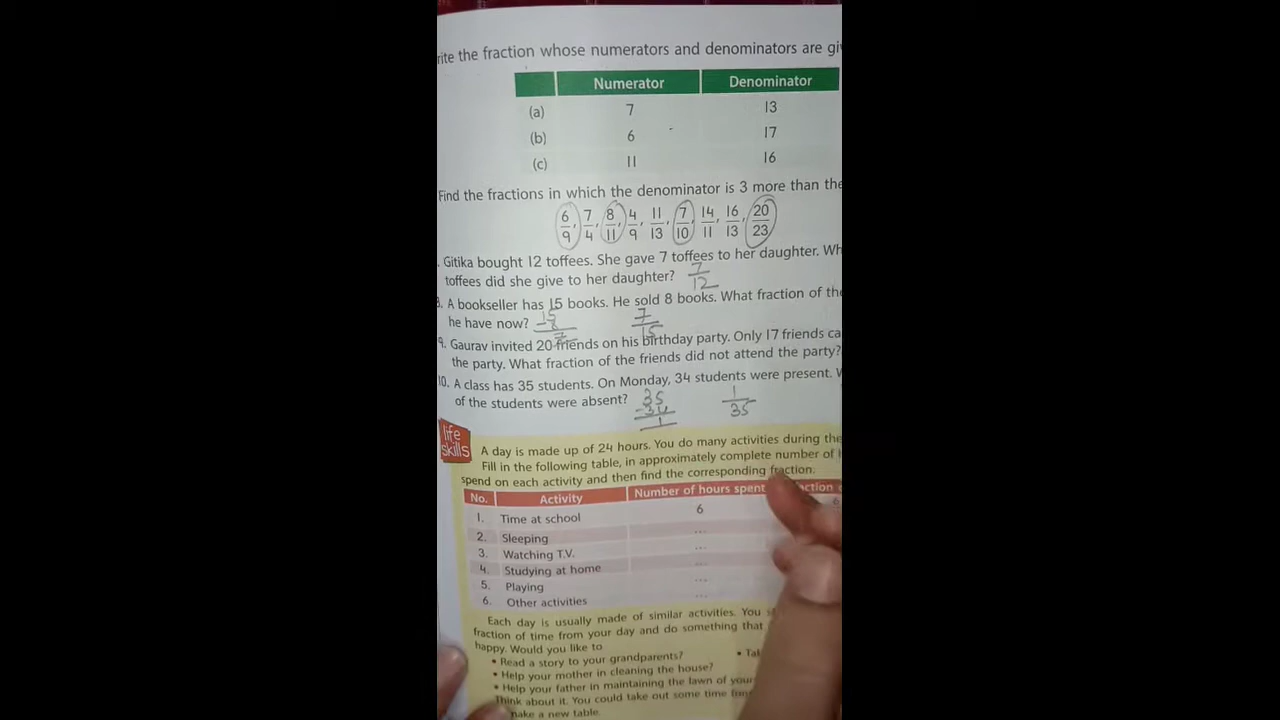 rite the fraction whose numerators and denominators are giv
Numerator Denominator
(a) 7 13
(b) 6 17
(c) 11 16
Find the fractions in which the denominator is 3 more than the
6/9, 7/4, 8/11, 4/9, 11/13, 7/10, 14/11, 16/13, 20/23
Gitika bought 12 toffees. She gave 7 toffees to her daughter. Wh
toffees did she give to her daughter? 7/12
A bookseller has 15 books. He sold 8 books. What fraction of the
he have now? 15 - 8 7 7/15
9. Gaurav invited 20 friends on his birthday party. Only 17 friends ca
the party. What fraction of the friends did not attend the party?
10. A class has 35 students. On Monday, 34 students were present. W
of the students were absent? 35 - 34 1 1/35
life
skills
A day is made up of 24 hours. You do many activities during the
Fill in the following table, in approximately complete number of
spend on each activity and then find the corresponding fraction.
No. Activity Number of hours spent
1. Time at school 6
2. Sleeping ...
3. Watching T.V. ...
4. Studying at home ...
5. Playing ...
6. Other activities ...
Each day is usually made of similar activities. You
fraction of time from your day and do something that
happy. Would you like to
• Read a story to your grandparents? • Tak
• Help your mother in cleaning the house?
• Help your father in maintaining the lawn of your
Think about it. You could take out some time from
make a new table.